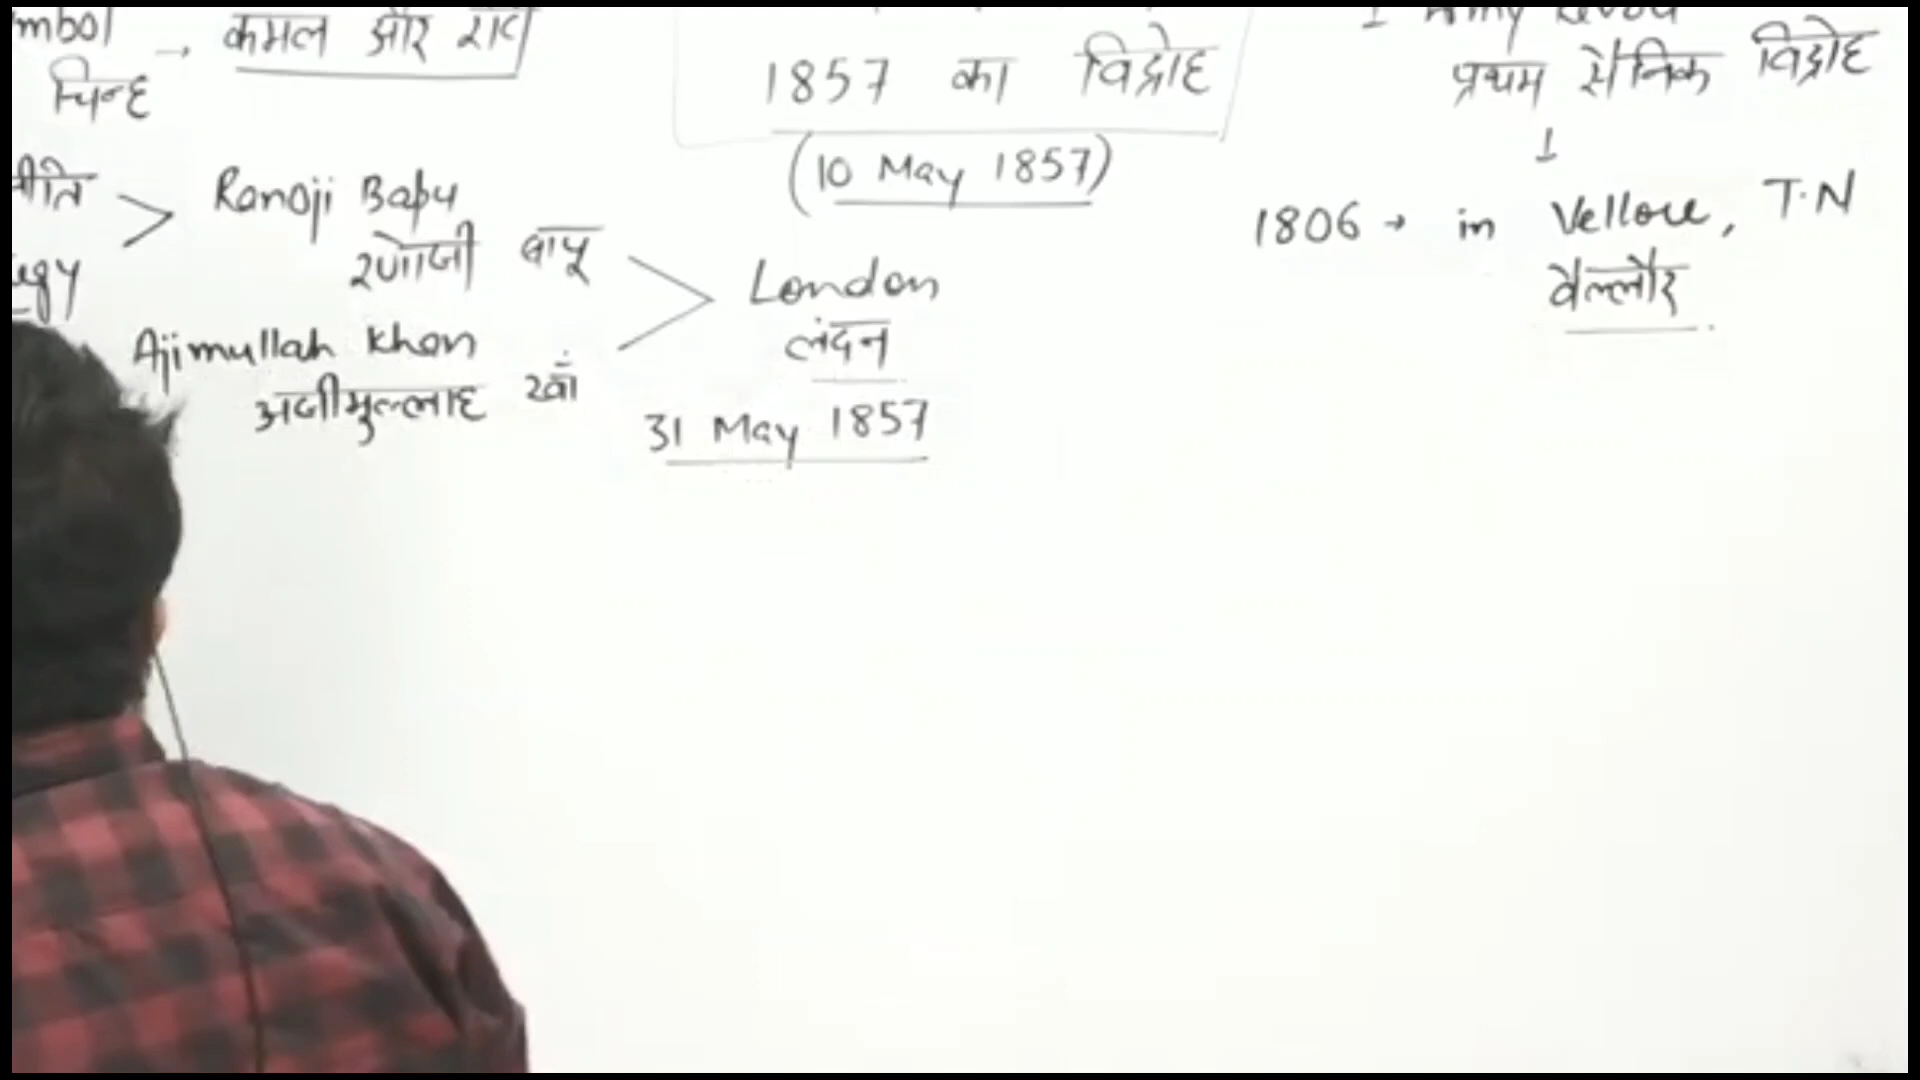 mbol → कमल और रोटी
चिन्ह
नीति
egy
Ranoji Bapu
रणोजी बापू
Ajimullah Khan
अजीमुल्लाह खां
1857 का विद्रोह
(10 May 1857)
London
लंदन
31 May 1857
प्रथम सैनिक विद्रोह
1806 → in Vellore, T.N
वेल्लौर